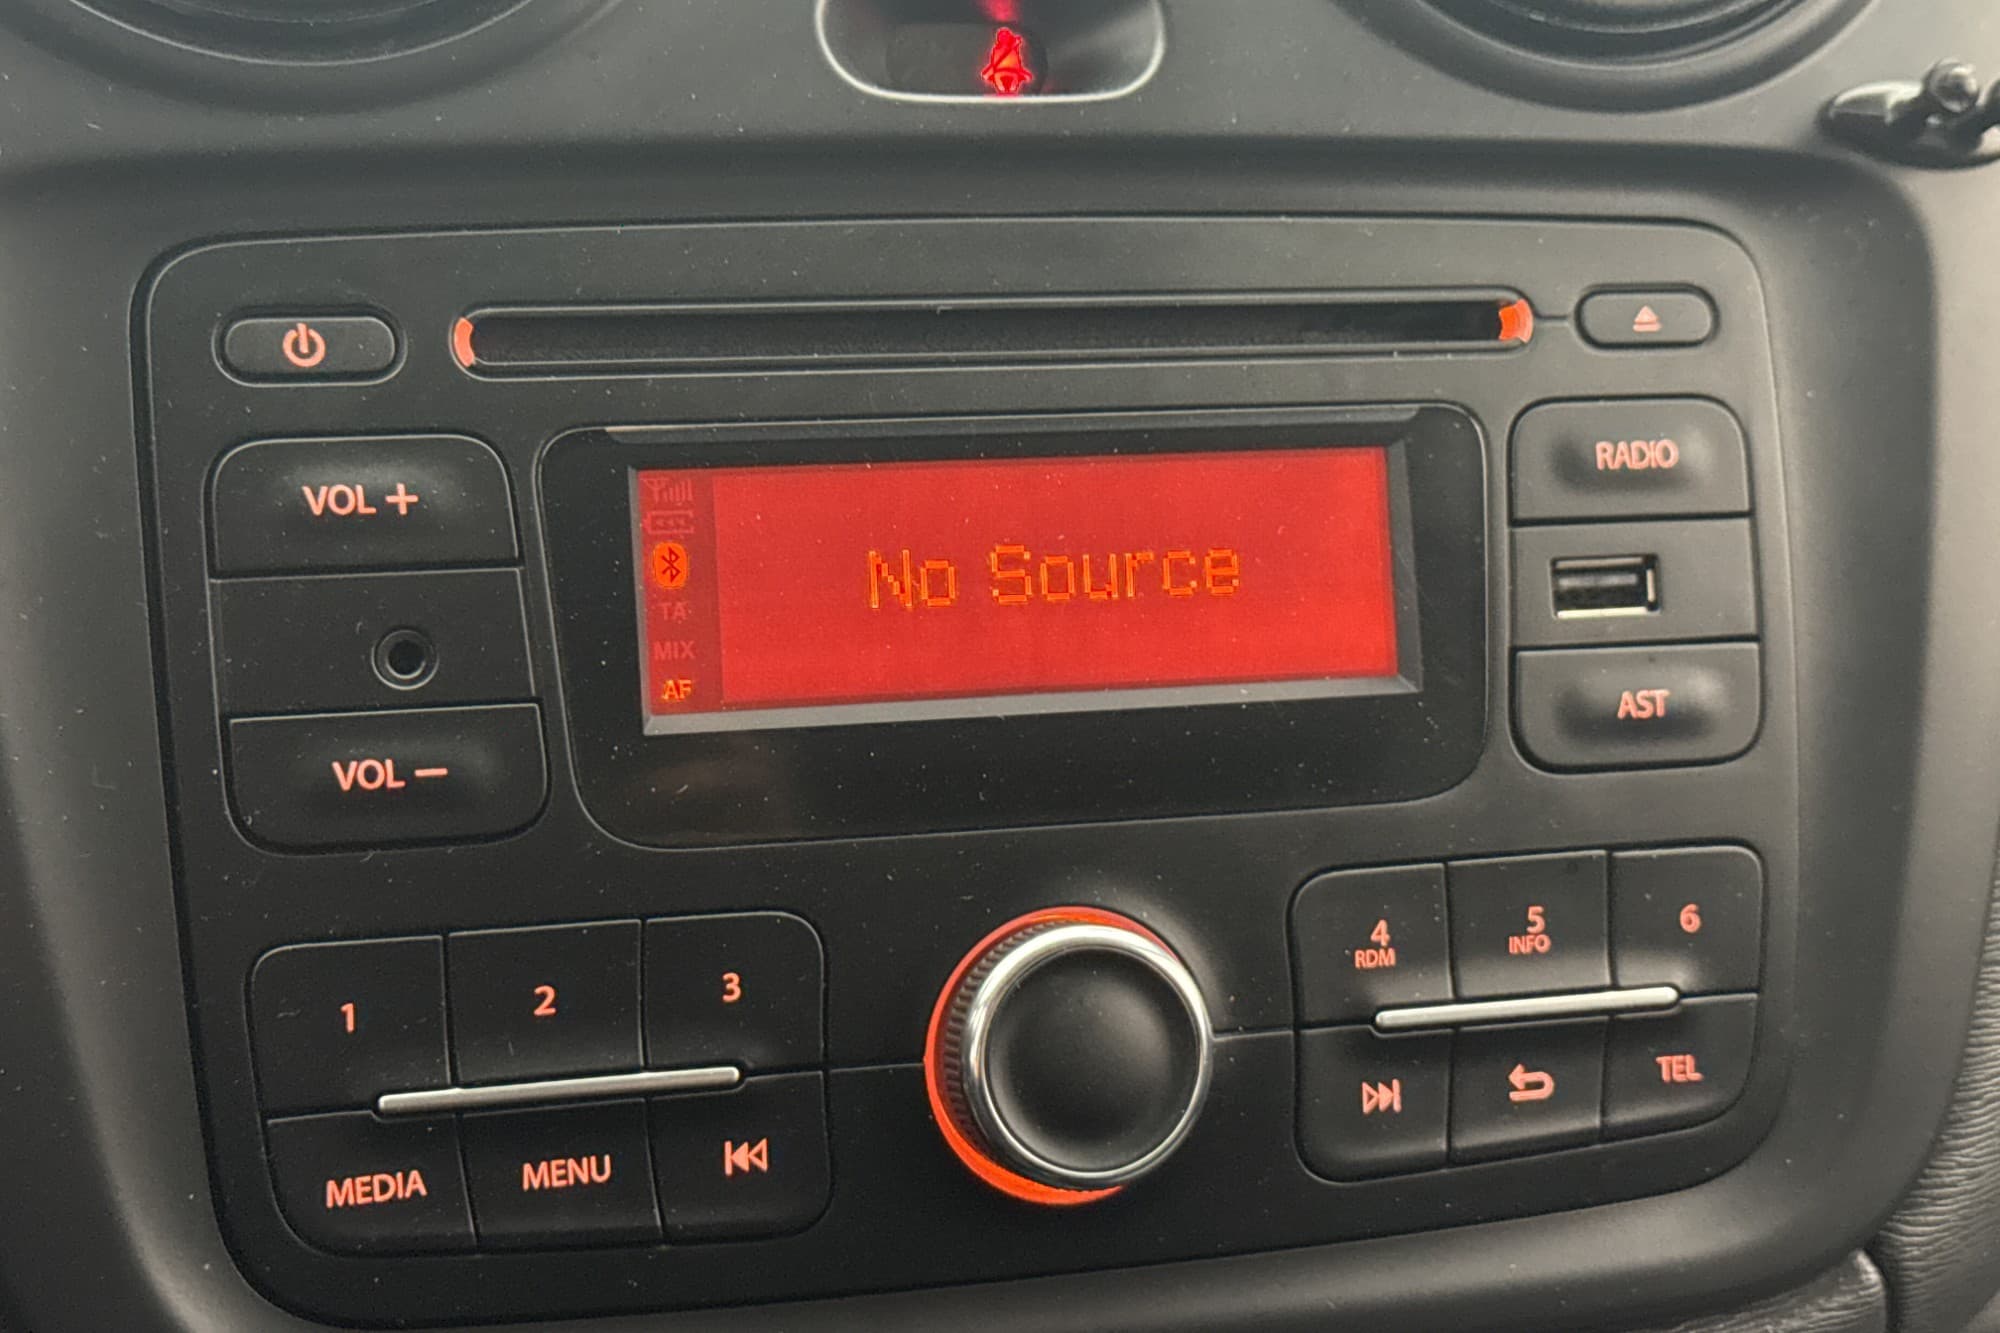 VOL +
VOL −
No Source
TA
MIX
AF
RADIO
AST
1
2
3
MEDIA
MENU
4
RDM
5
INFO
6
TEL